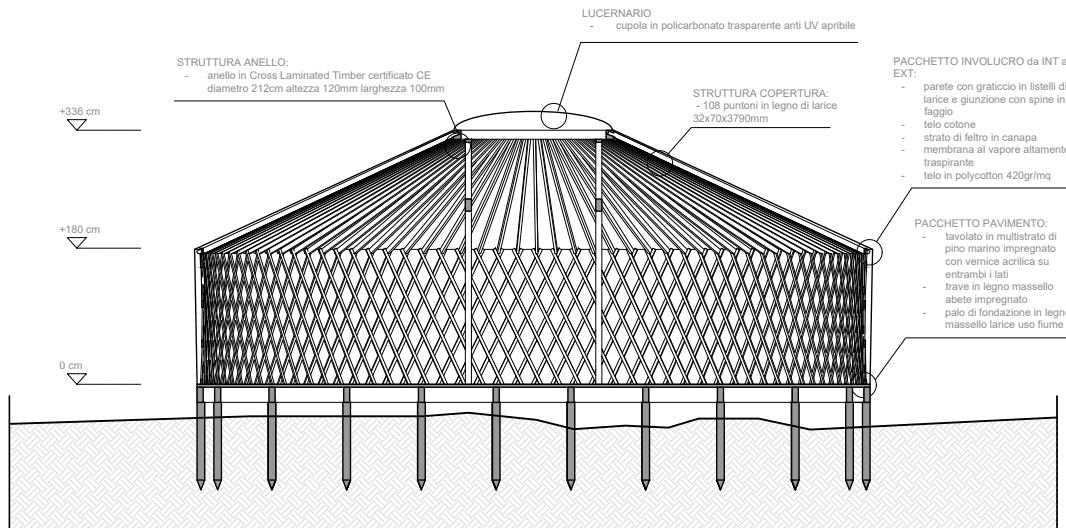 LUCERNARIO
- cupola in policarbonato trasparente anti UV apribile
STRUTTURA ANELLO:
- anello in Cross Laminated Timber certificato CE
diametro 212cm altezza 120mm larghezza 100mm
STRUTTURA COPERTURA:
- 108 puntoni in legno di larice
32x70x3790mm
PACCHETTO INVOLUCRO da INT a
EXT:
- parete con graticcio in listelli di
larice e giunzione con spine in
faggio
- telo cotone
- strato di feltro in canapa
- membrana al vapore altamente
traspirante
- telo in polycotton 420gr/mq
PACCHETTO PAVIMENTO:
- tavolato in multistrato di
pino marino impregnato
con vernice acrilica su
entrambi i lati
- trave in legno massello
abete impregnato
- palo di fondazione in legno
massello larice uso fiume
+336 cm
+180 cm
0 cm